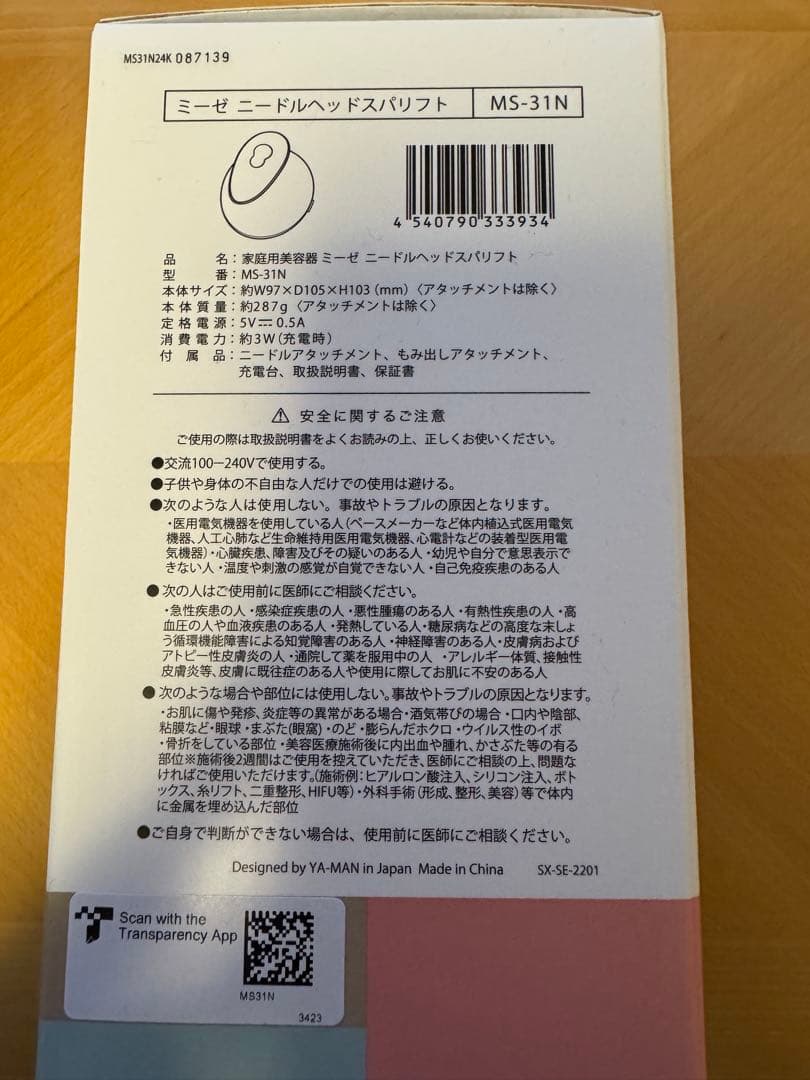 MS31N24K 087139
ミーゼ ニードルヘッドスパリフト MS-31N
4 540790 333934
品名：家庭用美容器 ミーゼ ニードルヘッドスパリフト
型番：MS-31N
本体サイズ：約W97×D105×H103（mm）〈アタッチメントは除く〉
本体質量：約287g〈アタッチメントは除く〉
定格電源：5V⎓0.5A
消費電力：約3W（充電時）
付属品：ニードルアタッチメント、もみ出しアタッチメント、
充電台、取扱説明書、保証書
⚠ 安全に関するご注意
ご使用の際は取扱説明書をよくお読みの上、正しくお使いください。
●交流100－240Vで使用する。
●子供や身体の不自由な人だけでの使用は避ける。
●次のような人は使用しない。事故やトラブルの原因となります。
・医用電気機器を使用している人（ペースメーカーなど体内植込式医用電気
機器、人工心肺など生命維持用医用電気機器、心電計などの装着型医用電
気機器）・心臓疾患、障害及びその疑いのある人・幼児や自分で意思表示で
きない人・温度や刺激の感覚が自覚できない人・自己免疫疾患のある人
●次の人はご使用前に医師にご相談ください。
・急性疾患の人・感染症疾患の人・悪性腫瘍のある人・有熱性疾患の人・高
血圧の人や血液疾患のある人・発熱している人・糖尿病などの高度な末しょ
う循環機能障害による知覚障害のある人・神経障害のある人・皮膚病および
アトピー性皮膚炎の人・通院して薬を服用中の人・アレルギー体質、接触性
皮膚炎等、皮膚に既往症のある人や使用に際してお肌に不安のある人
●次のような場合や部位には使用しない。事故やトラブルの原因となります。
・お肌に傷や発疹、炎症等の異常がある場合・酒気帯びの場合・口内や陰部、
粘膜など・眼球・まぶた(眼窩)・のど・膨らんだホクロ・ウイルス性のイボ
・骨折をしている部位・美容医療施術後に内出血や腫れ、かさぶた等の有る
部位※施術後2週間はご使用を控えていただき、医師にご相談の上、問題な
ければご使用いただけます。（施術例：ヒアルロン酸注入、シリコン注入、ボト
ックス、糸リフト、二重整形、HIFU等）・外科手術（形成、整形、美容）等で体内
に金属を埋め込んだ部位
●ご自身で判断ができない場合は、使用前に医師にご相談ください。
Designed by YA-MAN in Japan Made in China SX-SE-2201
Scan with the
Transparency App
MS31N
3423